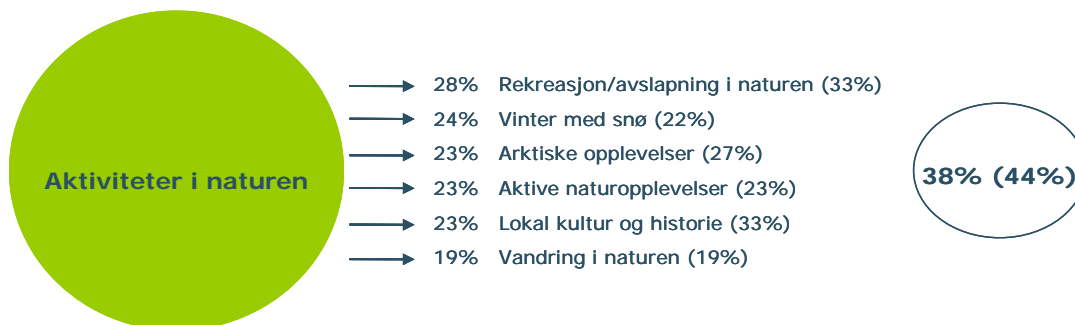 28% Rekreasjon/avslapning i naturen (33%)
24% Vinter med snø (22%)
23% Arktiske opplevelser (27%)
Aktiviteter i naturen
23% Aktive naturopplevelser (23%)
38% (44%)
23% Lokal kultur og historie (33%)
19% Vandring i naturen (19%)